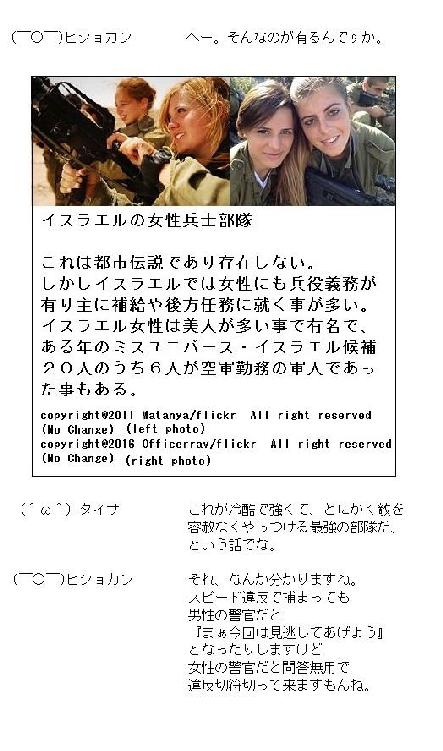 (￣○￣)ヒショカン　へー。そんなのが有るんですか。
イスラエルの女性兵士部隊
これは都市伝説であり存在しない。
しかしイスラエルでは女性にも兵役義務が
有り主に補給や後方任務に就く事が多い。
イスラエル女性は美人が多い事で有名で、
ある年のミスユニバース・イスラエル候補
２０人のうち６人が空軍勤務の軍人であっ
た事もある。
copyright@2011 Matanya/flickr All right reserved
(No Change) (left photo)
copyright@2016 Officerrav/flickr All right reserved
(No Change) (right photo)
(＾ω＾) タイサ　これが冷酷で強くて、とにかく敵を
容赦なくやっつける最強の部隊だ、
という話でな。
(￣○￣)ヒショカン　それ、なんか分かりますね。
スピード違反で捕まっても
男性の警官だと
『まぁ今回は見逃してあげよう』
となったりしますけど
女性の警官だと問答無用で
違反切符切って来ますもんね。